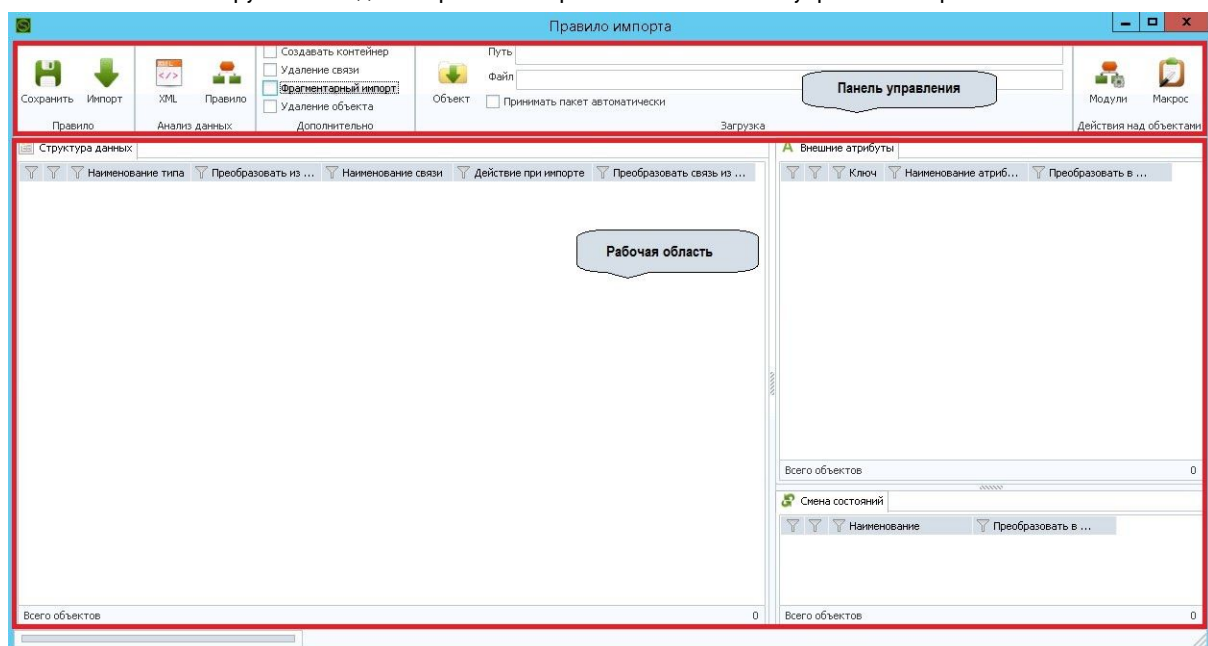 Правило импорта
Создавать контейнер
Удаление связи
Фрагментарный импорт
Удаление объекта
Путь
Файл
Принимать пакет автоматически
Сохранить Импорт XML Правило Объект Модули Макрос
Правило Анализ данных Дополнительно Загрузка Действия над объектами
Панель управления
Структура данных
Наименование типа Преобразовать из ... Наименование связи Действие при импорте Преобразовать связь из ...
Рабочая область
Всего объектов 0
Внешние атрибуты
Ключ Наименование атриб... Преобразовать в ...
Всего объектов 0
Смена состояний
Наименование Преобразовать в ...
Всего объектов 0